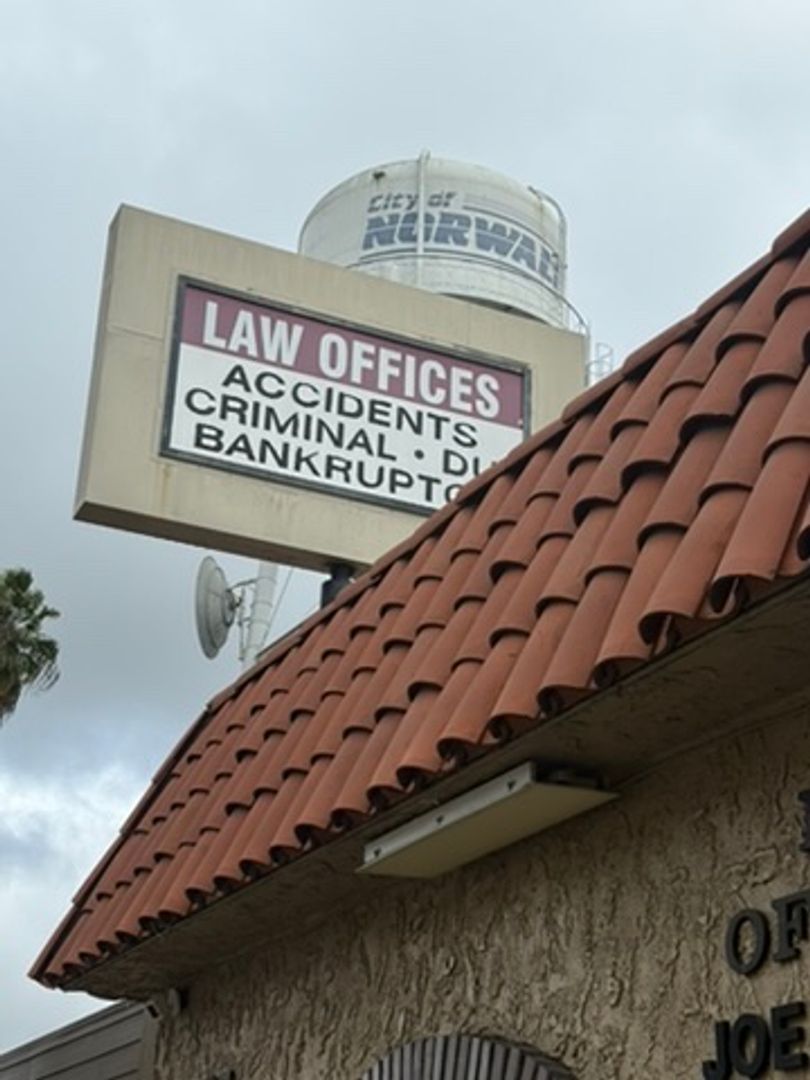 City of
NORWAL
LAW OFFICES
ACCIDENTS
CRIMINAL • DU
BANKRUPTC
OF
JOE